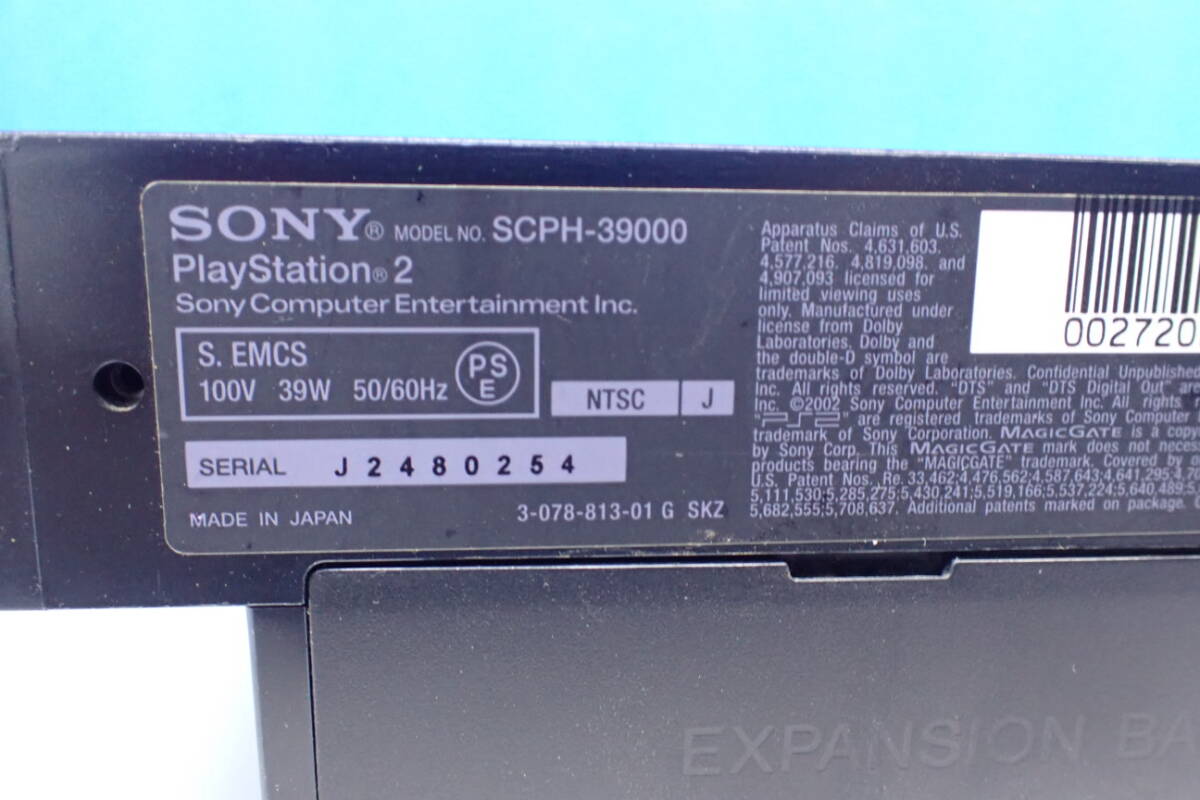 SONY® MODEL NO. SCPH-39000
PlayStation® 2
Sony Computer Entertainment Inc.
S. EMCS
100V 39W 50/60Hz
PS
E
NTSC J
SERIAL J2480254
MADE IN JAPAN
3-078-813-01 G SKZ
Apparatus Claims of U.S.
Patent Nos. 4,631,603,
4,577,216, 4,819,098, and
4,907,093 licensed for
limited viewing uses
only. Manufactured under
license from Dolby
Laboratories. Dolby and
the double-D symbol are
trademarks of Dolby Laboratories. Confidential Unpublished
Inc. All rights reserved. "DTS" and "DTS Digital Out" are
Inc. ©2002 Sony Computer Entertainment Inc. All rights
"PS2" are registered trademarks of Sony Computer
trademark of Sony Corporation. MAGICGATE is a copy
by Sony Corp. This MAGICGATE mark does not
products bearing the "MAGICGATE" trademark. Covered by
U.S. Patent Nos., Re. 33,462;4,476,562;4,587,643;4,641,295;
5,111,530;5,285,275;5,430,241;5,519,166;5,537,224;5,640,489;
5,682,555;5,708,637. Additional patents marked on package.
002720
EXPANSION BA